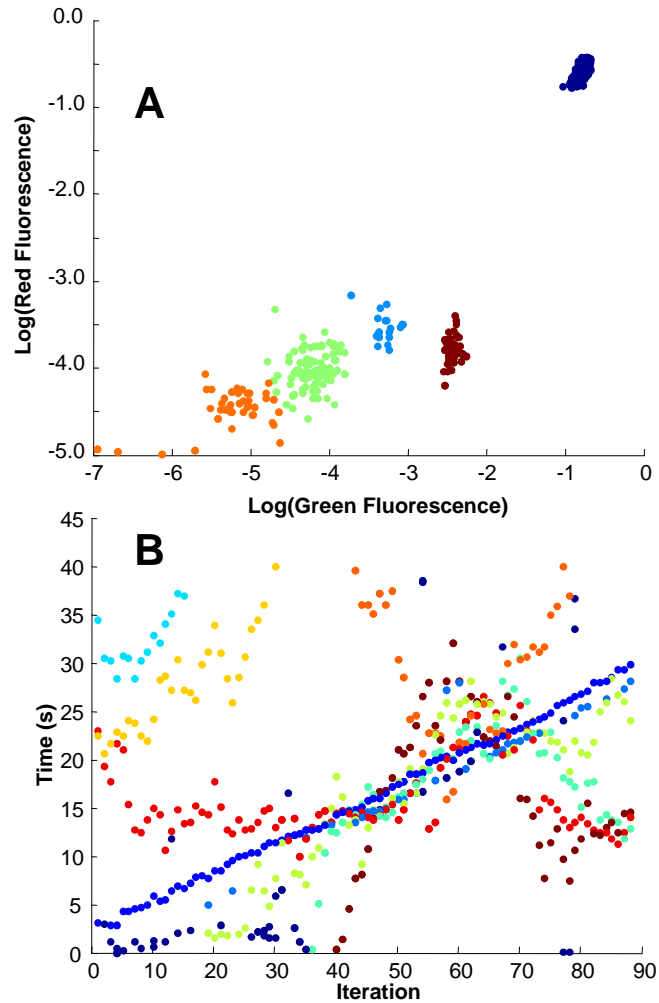 0.0
A
-1.0
Log(Red Fluorescence)
-2.0
-3.0
-4.0
-5.0
-7 -6 -5 -4 -3 -2 -1 0
Log(Green Fluorescence)
45
B
40
35
30
25
Time (s)
20
15
10
5
0
0 10 20 30 40 50 60 70 80 90
Iteration